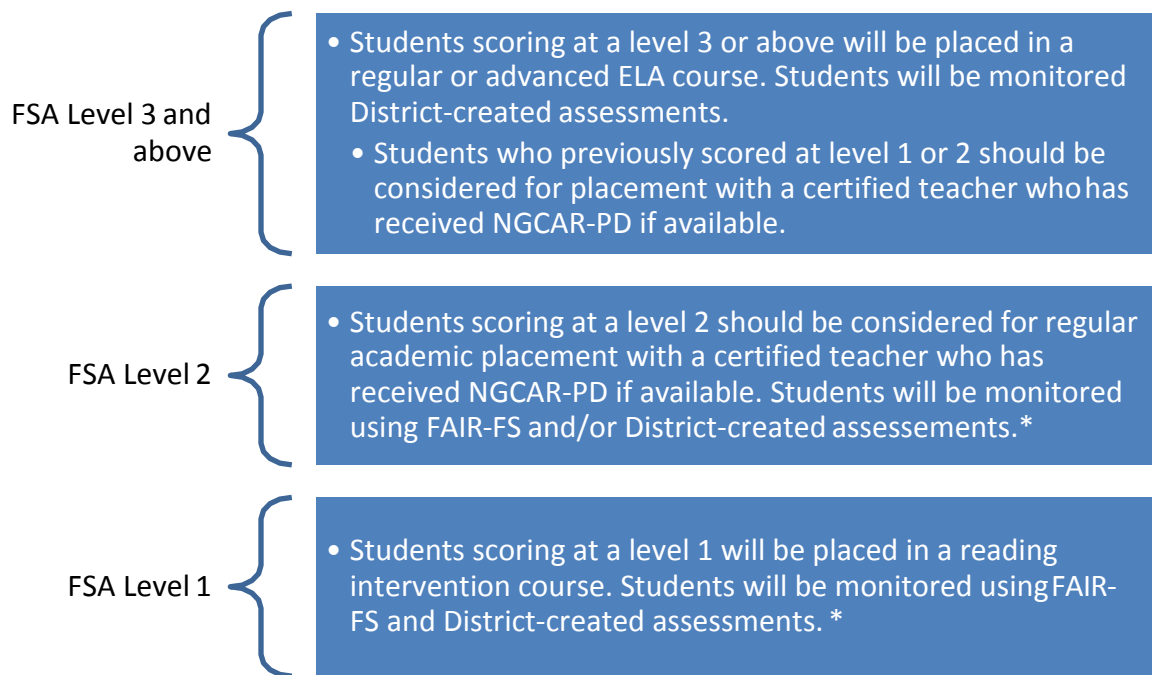 FSA Level 3 and
above
• Students scoring at a level 3 or above will be placed in a
regular or advanced ELA course. Students will be monitored
District-created assessments.
• Students who previously scored at level 1 or 2 should be
considered for placement with a certified teacher who has
received NGCAR-PD if available.
FSA Level 2
• Students scoring at a level 2 should be considered for regular
academic placement with a certified teacher who has
received NGCAR-PD if available. Students will be monitored
using FAIR-FS and/or District-created assessements.*
FSA Level 1
• Students scoring at a level 1 will be placed in a reading
intervention course. Students will be monitored using FAIR-
FS and District-created assessments. *